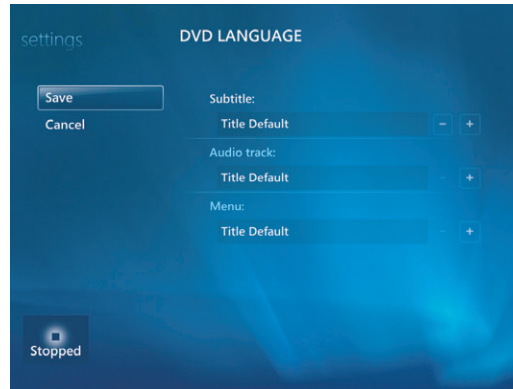 settings
DVD LANGUAGE
Save
Cancel
Subtitle:
Title Default
- +
Audio track:
Title Default
- +
Menu:
Title Default
- +
Stopped